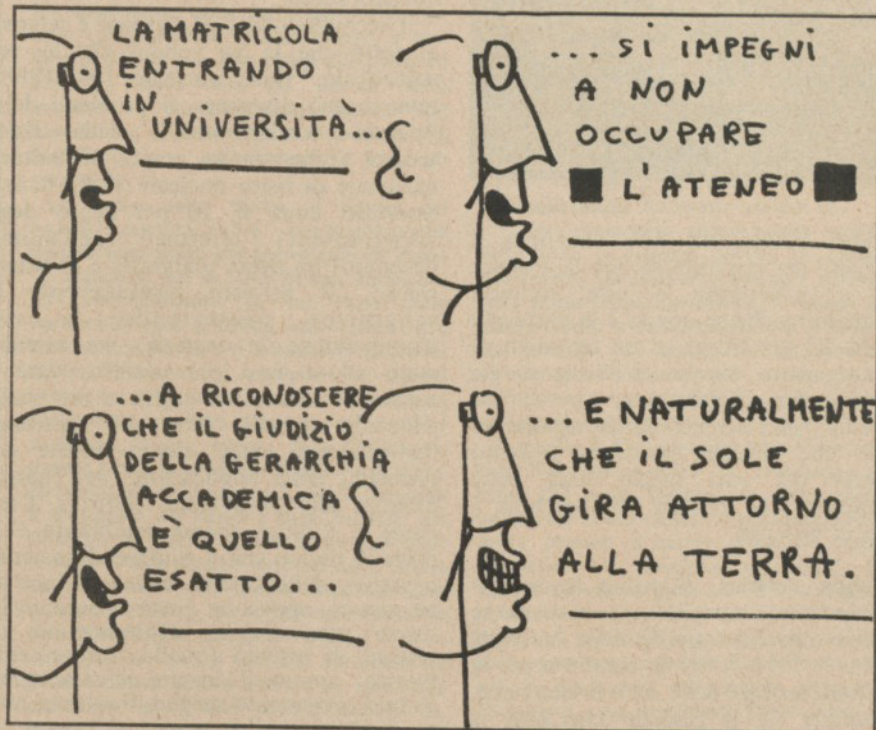 LA MATRICOLA
ENTRANDO
IN
UNIVERSITÀ...
... SI IMPEGNI
A NON
OCCUPARE
L'ATENEO
...A RICONOSCERE
CHE IL GIUDIZIO
DELLA GERARCHIA
ACCADEMICA
È QUELLO
ESATTO...
... E NATURALMENTE
CHE IL SOLE
GIRA ATTORNO
ALLA TERRA.